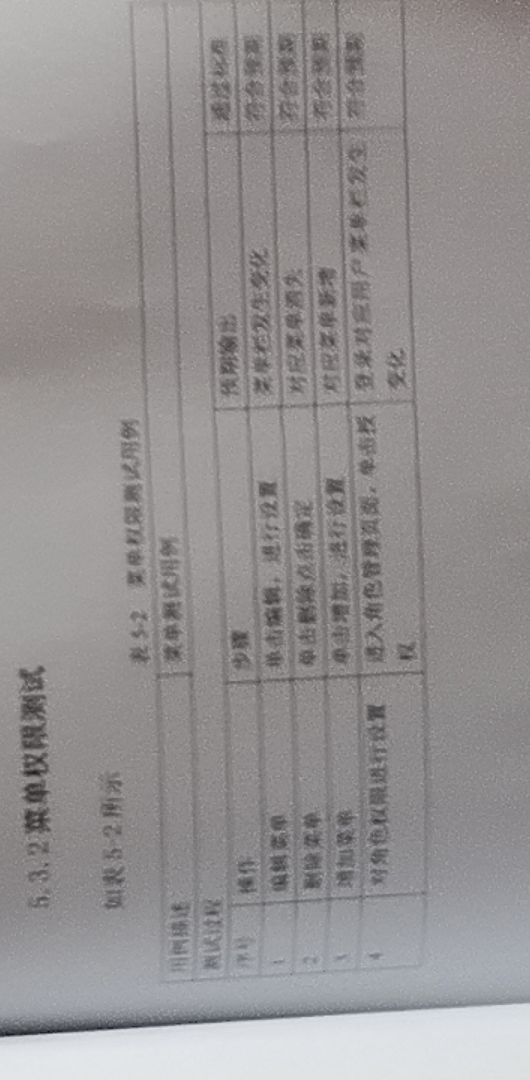 5.3.2 菜单权限测试
如表 5-2 所示
表 5-2 菜单权限测试用例
用例描述 菜单测试用例
测试过程
序号 操作 步骤 预期输出 通过标准
1 编辑菜单 单击编辑，进行设置 菜单栏发生变化 符合预期
2 删除菜单 单击删除点击确定 对应菜单消失 符合预期
3 增加菜单 单击增加，进行设置 对应菜单新增 符合预期
4 对角色权限进行设置 进入角色管理页面，单击授 登录对应用户菜单栏发生 符合预期
权 变化